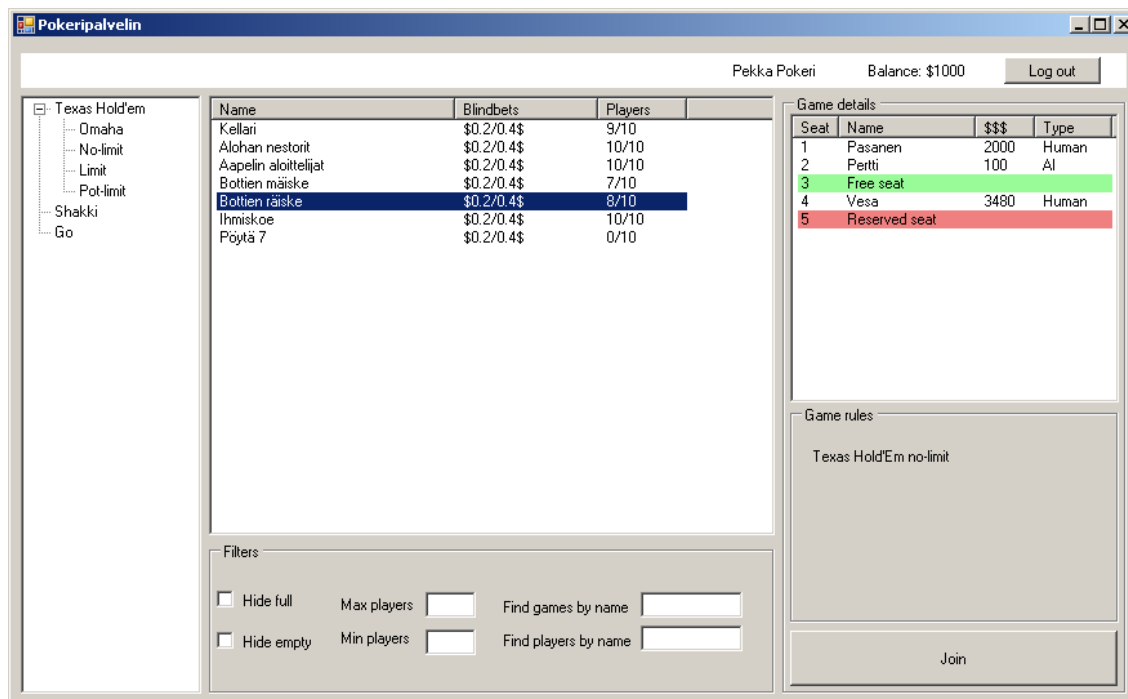 Pokeripalvelin
Pekka Pokeri Balance: $1000 Log out
Texas Hold'em
Omaha
No-limit
Limit
Pot-limit
Shakki
Go
Name Blindbets Players
Kellari $0.2/0.4$ 9/10
Alohan nestorit $0.2/0.4$ 10/10
Aapelin aloittelijat $0.2/0.4$ 10/10
Bottien mäiske $0.2/0.4$ 7/10
Bottien räiske $0.2/0.4$ 8/10
Ihmiskoe $0.2/0.4$ 10/10
Pöytä 7 $0.2/0.4$ 0/10
Filters
Hide full Max players Find games by name
Hide empty Min players Find players by name
Game details
Seat Name $$$ Type
1 Pasanen 2000 Human
2 Pertti 100 AI
3 Free seat
4 Vesa 3480 Human
5 Reserved seat
Game rules
Texas Hold'Em no-limit
Join